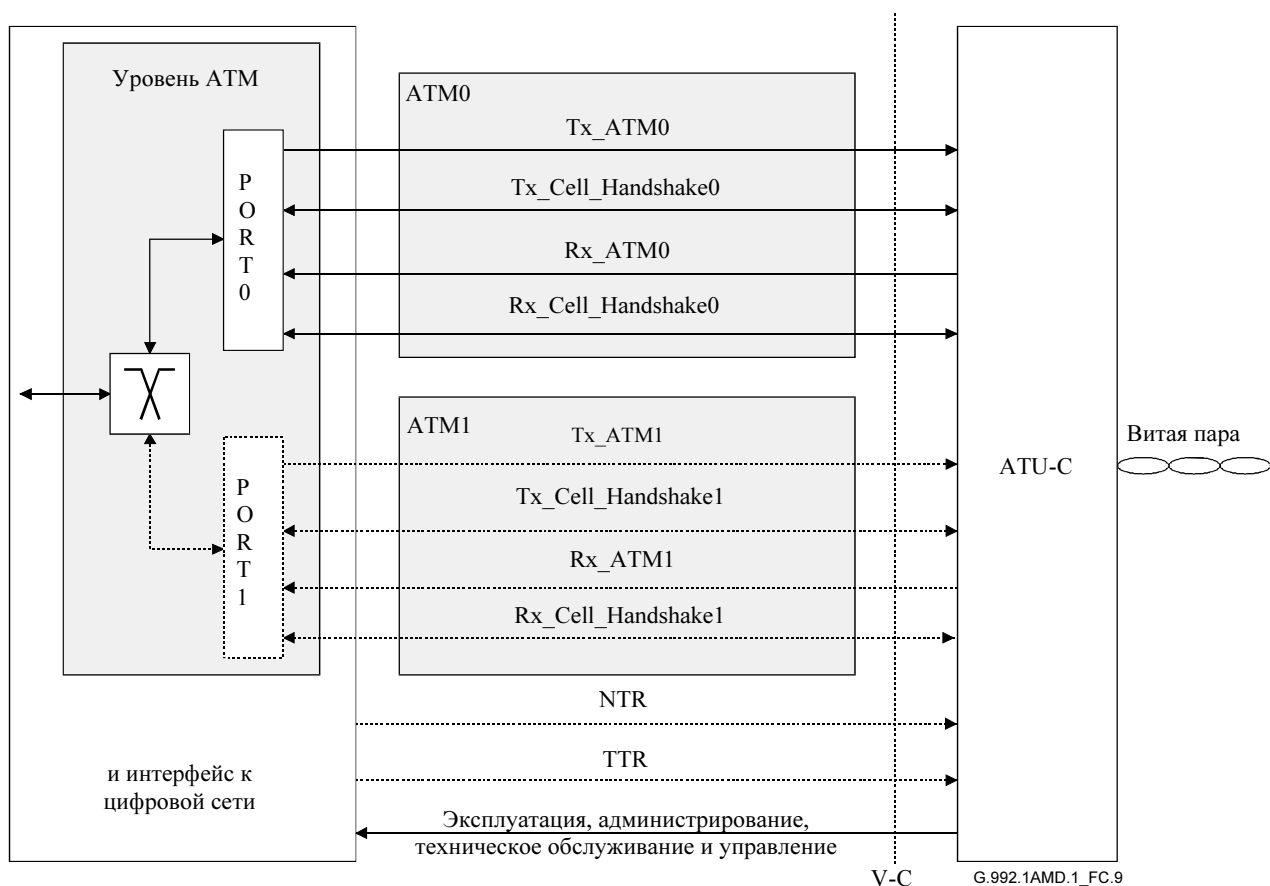 Уровень ATM
ATM0
Tx_ATM0
Tx_Cell_Handshake0
Rx_ATM0
Rx_Cell_Handshake0
P
O
R
T
0
ATM1
Tx_ATM1
Tx_Cell_Handshake1
Rx_ATM1
Rx_Cell_Handshake1
P
O
R
T
1
ATU-C
Витая пара
NTR
TTR
и интерфейс к
цифровой сети
Эксплуатация, администрирование,
техническое обслуживание и управление
V-C
G.992.1AMD.1_FC.9